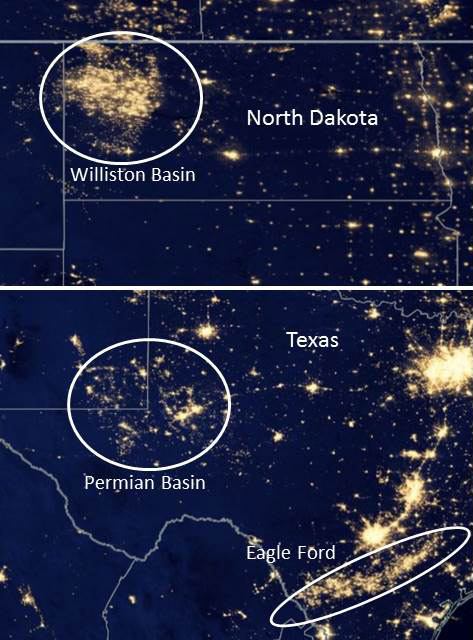 North Dakota
Williston Basin
Texas
Permian Basin
Eagle Ford